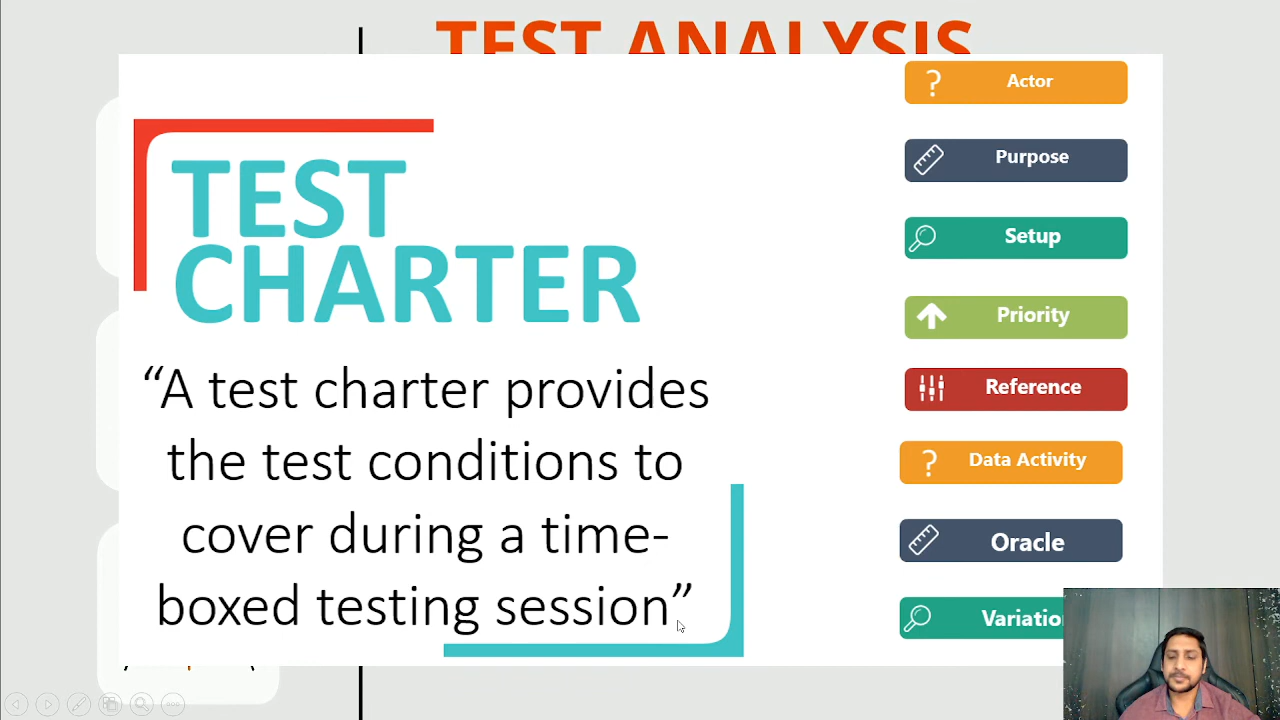 TEST ANALYSIS
TEST
CHARTER
“A test charter provides
the test conditions to
cover during a time-
boxed testing session”
Actor
Purpose
Setup
Priority
Reference
Data Activity
Oracle